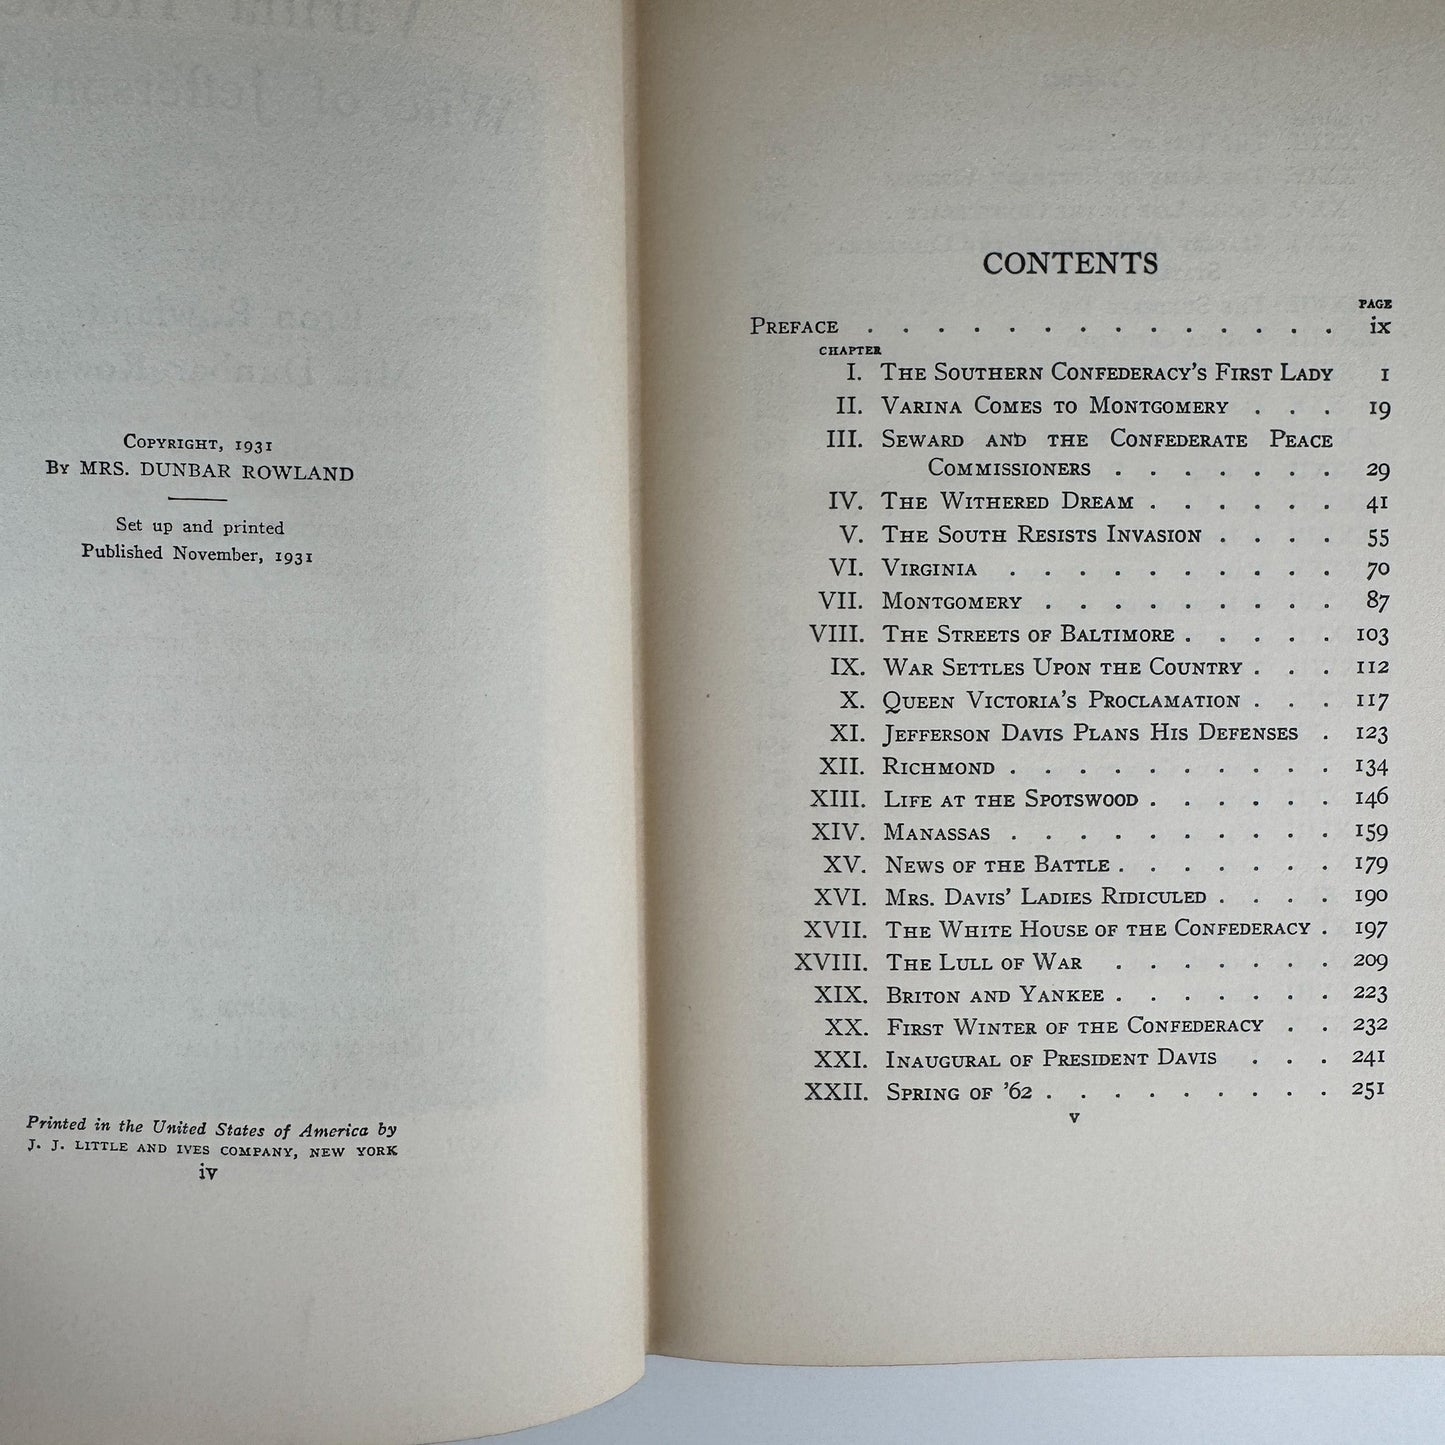 COPYRIGHT, 1931
BY MRS. DUNBAR ROWLAND
Set up and printed
Published November, 1931
Printed in the United States of America by
J. J. LITTLE AND IVES COMPANY, NEW YORK
iv
CONTENTS
PAGE
PREFACE . . . . . . . . . . . . . . ix
CHAPTER
I. THE SOUTHERN CONFEDERACY'S FIRST LADY 1
II. VARINA COMES TO MONTGOMERY . . . 19
III. SEWARD AND THE CONFEDERATE PEACE
COMMISSIONERS . . . . . . . 29
IV. THE WITHERED DREAM . . . . . . 41
V. THE SOUTH RESISTS INVASION . . . . 55
VI. VIRGINIA . . . . . . . . . . 70
VII. MONTGOMERY . . . . . . . . . 87
VIII. THE STREETS OF BALTIMORE . . . . . 103
IX. WAR SETTLES UPON THE COUNTRY . . . 112
X. QUEEN VICTORIA'S PROCLAMATION . . . 117
XI. JEFFERSON DAVIS PLANS HIS DEFENSES . 123
XII. RICHMOND . . . . . . . . . . 134
XIII. LIFE AT THE SPOTSWOOD . . . . . . 146
XIV. MANASSAS . . . . . . . . . . 159
XV. NEWS OF THE BATTLE . . . . . . . 179
XVI. MRS. DAVIS' LADIES RIDICULED . . . . 190
XVII. THE WHITE HOUSE OF THE CONFEDERACY . 197
XVIII. THE LULL OF WAR . . . . . . . 209
XIX. BRITON AND YANKEE . . . . . . . 223
XX. FIRST WINTER OF THE CONFEDERACY . . 232
XXI. INAUGURAL OF PRESIDENT DAVIS . . . 241
XXII. SPRING OF '62 . . . . . . . . . 251
v